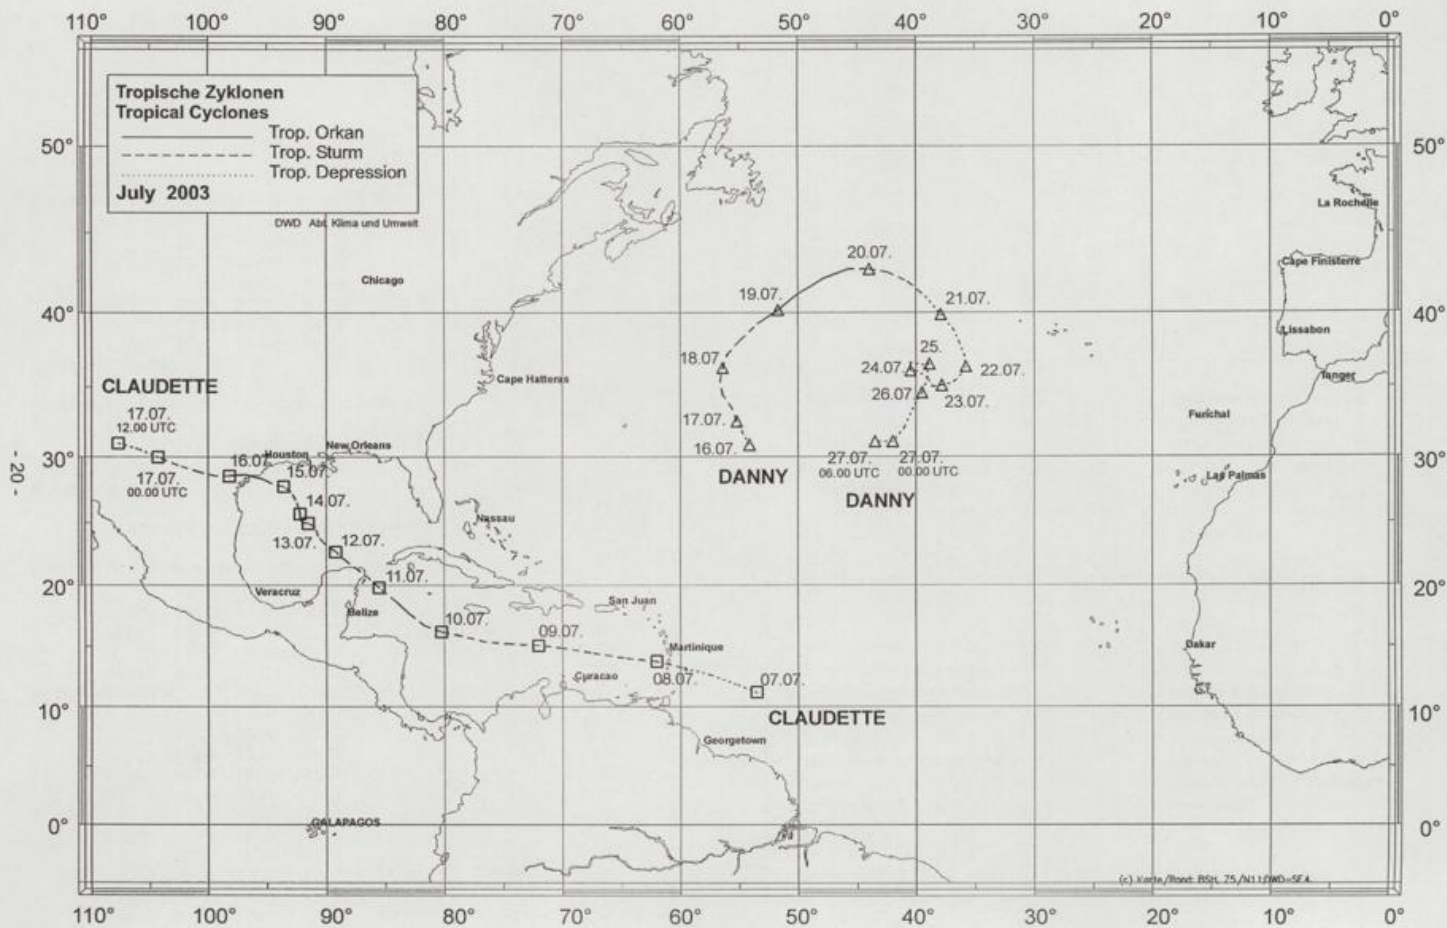 110° 100° 90° 80° 70° 60° 50° 40° 30° 20° 10° 0°
Tropische Zyklonen
Tropical Cyclones
Trop. Orkan
Trop. Sturm
Trop. Depression
July 2003
DWD Abt. Klima und Umwelt
50° 50°
La Rochelle
20.07.
Cape Finisterre
Chicago
19.07.
21.07.
40° 40°
Lissabon
25.
18.07.
24.07.
22.07.
Tanger
CLAUDETTE
Cape Hatteras
26.07.
23.07.
17.07.
12.00 UTC
Funchal
17.07.
New Orleans
Houston
16.07.
30° 30°
16.07.
15.07.
17.07.
00.00 UTC
27.07.
06.00 UTC
27.07.
00.00 UTC
DANNY
Las Palmas
- 20 -
DANNY
14.07.
Nassau
13.07.
12.07.
11.07.
20° 20°
Veracruz
San Juan
Belize
10.07.
09.07.
Martinique
Dakar
08.07.
07.07.
Curacao
10° 10°
CLAUDETTE
Georgetown
GALAPAGOS
0° 0°
110° 100° 90° 80° 70° 60° 50° 40° 30° 20° 10° 0°